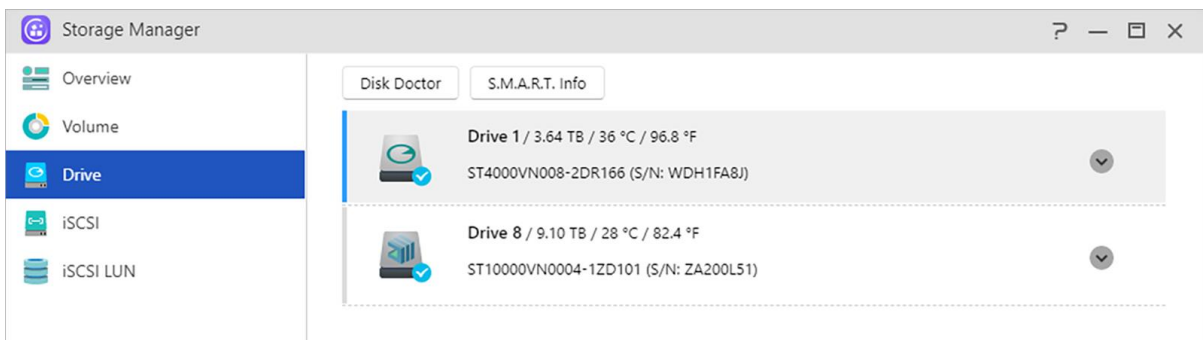 Storage Manager
Overview
Volume
Drive
iSCSI
iSCSI LUN
Disk Doctor S.M.A.R.T. Info
Drive 1 / 3.64 TB / 36 °C / 96.8 °F
ST4000VN008-2DR166 (S/N: WDH1FA8J)
Drive 8 / 9.10 TB / 28 °C / 82.4 °F
ST10000VN0004-1ZD101 (S/N: ZA200L51)